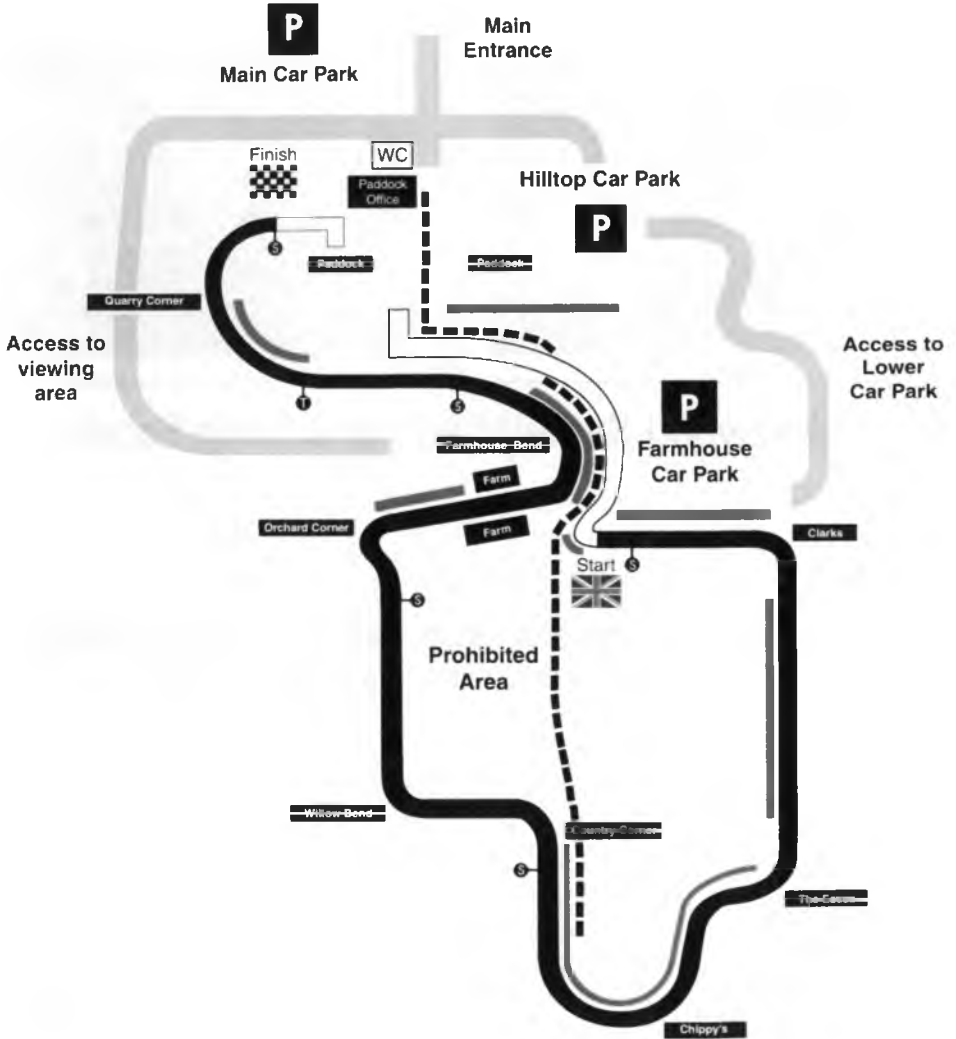 P
Main
Entrance
Main Car Park
Finish
WC
Paddock
Office
Hilltop Car Park
P
S
Paddock
Paddock
Quarry Corner
Access to
viewing
area
Access to
Lower
Car Park
T
S
P
Farmhouse Bend
Farmhouse
Car Park
Farm
Orchard Corner
Farm
Clarks
Start
S
S
Prohibited
Area
Willow Bend
Country Corner
S
The Esses
Chippy's